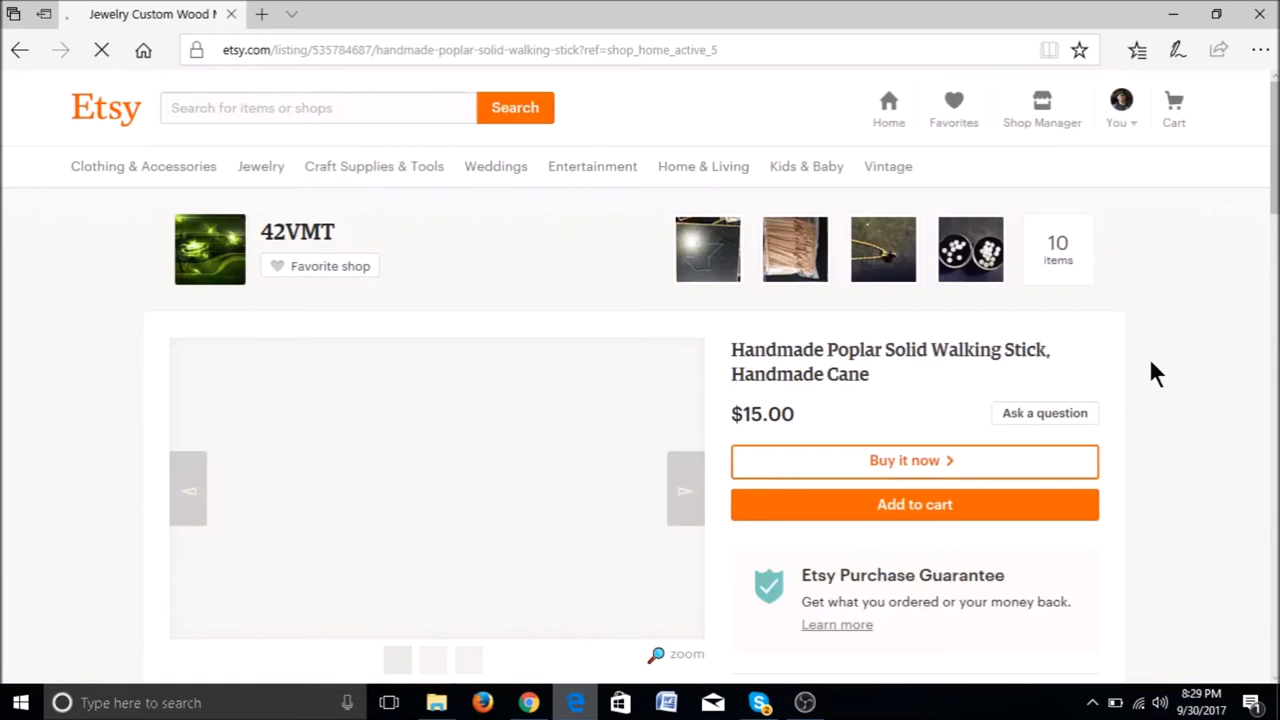 Jewelry Custom Wood M
etsy.com/listing/535784687/handmade-poplar-solid-walking-stick?ref=shop_home_active_5
Etsy
Search for items or shops
Search
Home
Favorites
Shop Manager
You
Cart
Clothing & Accessories
Jewelry
Craft Supplies & Tools
Weddings
Entertainment
Home & Living
Kids & Baby
Vintage
42VMT
Favorite shop
10
items
Handmade Poplar Solid Walking Stick,
Handmade Cane
$15.00
Ask a question
Buy it now
Add to cart
Etsy Purchase Guarantee
Get what you ordered or your money back.
Learn more
zoom
Type here to search
2
8:29 PM
9/30/2017
1